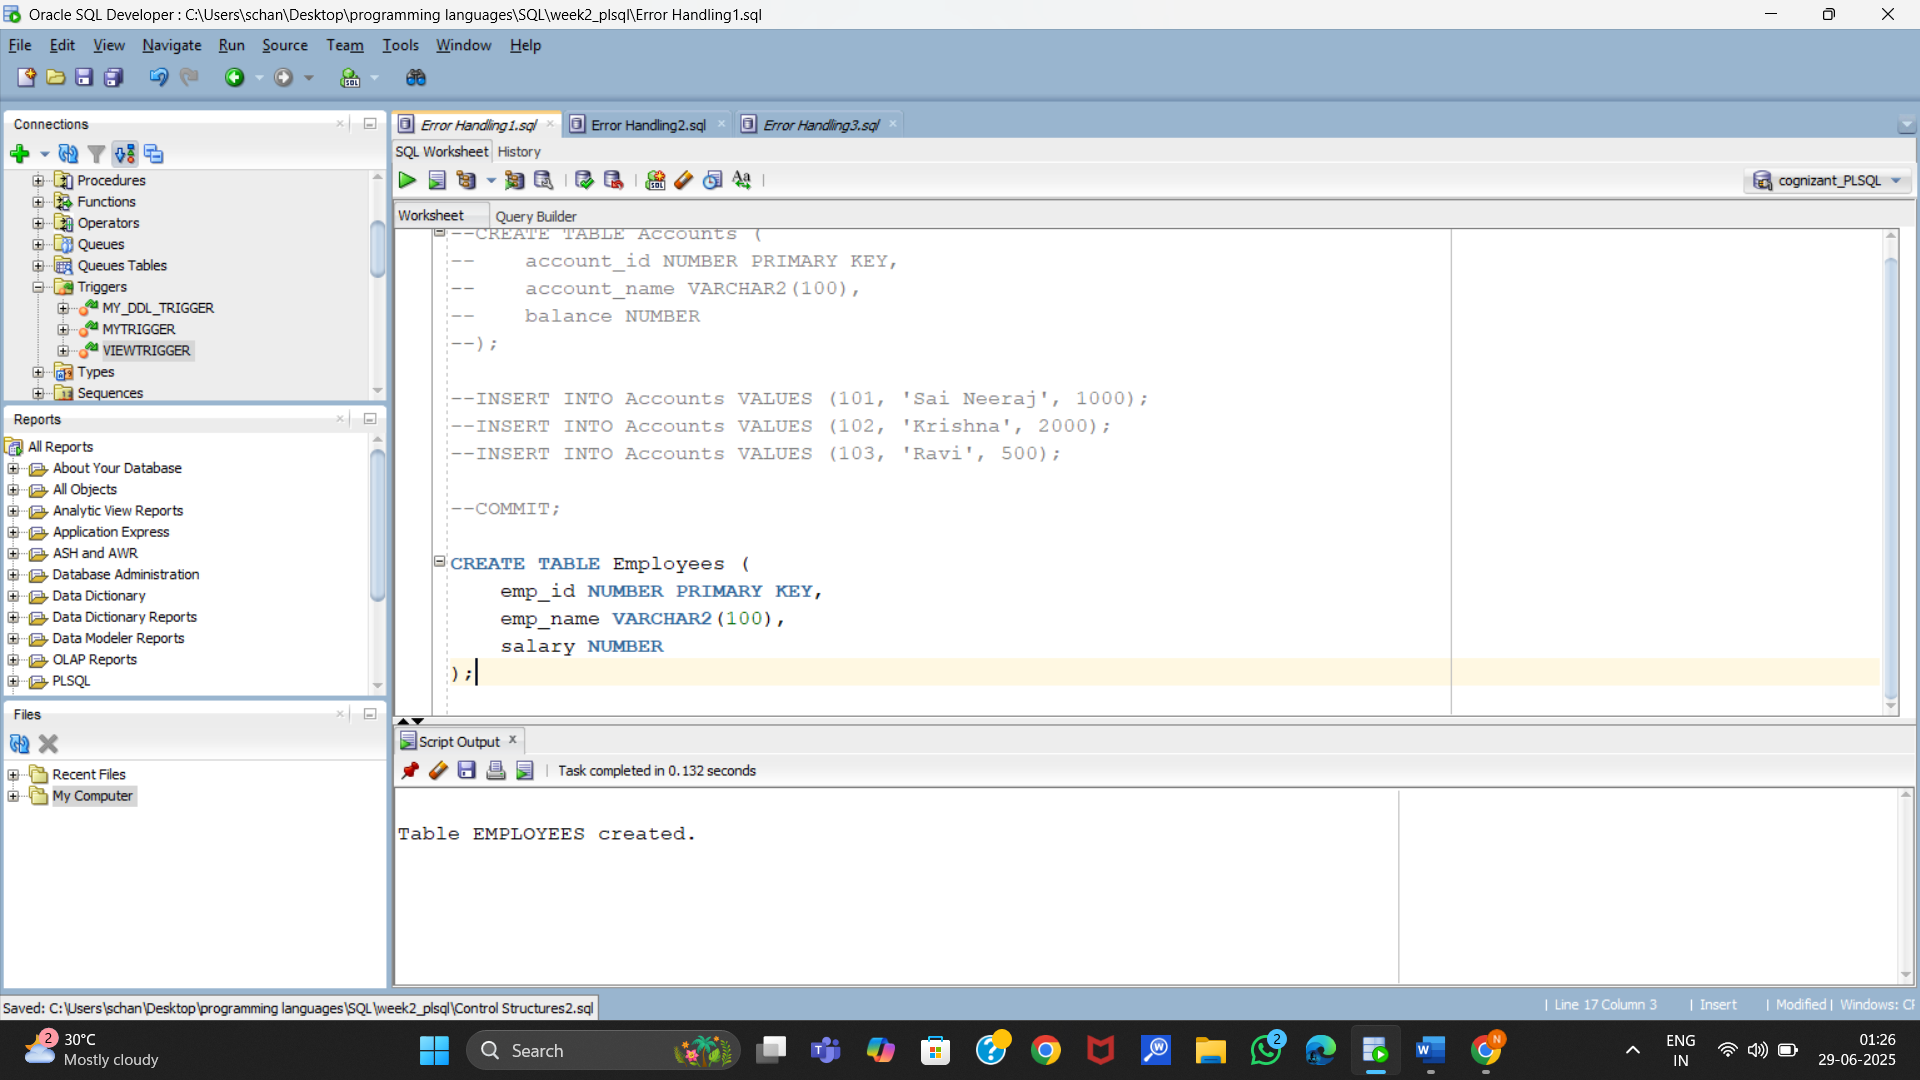 Oracle SQL Developer : C:\Users\schan\Desktop\programming languages\SQL\week2_plsql\Error Handling1.sql
File Edit View Navigate Run Source Team Tools Window Help
Connections
Procedures
Functions
Operators
Queues
Queues Tables
Triggers
MY_DDL_TRIGGER
MYTRIGGER
VIEWTRIGGER
Types
Sequences
Reports
All Reports
About Your Database
All Objects
Analytic View Reports
Application Express
ASH and AWR
Database Administration
Data Dictionary
Data Dictionary Reports
Data Modeler Reports
OLAP Reports
PLSQL
Files
Recent Files
My Computer
Error Handling1.sql Error Handling2.sql Error Handling3.sql
SQL Worksheet History
cognizant_PLSQL
Worksheet Query Builder
--CREATE TABLE Accounts (
--    account_id NUMBER PRIMARY KEY,
--    account_name VARCHAR2(100),
--    balance NUMBER
--);
--INSERT INTO Accounts VALUES (101, 'Sai Neeraj', 1000);
--INSERT INTO Accounts VALUES (102, 'Krishna', 2000);
--INSERT INTO Accounts VALUES (103, 'Ravi', 500);
--COMMIT;
CREATE TABLE Employees (
    emp_id NUMBER PRIMARY KEY,
    emp_name VARCHAR2(100),
    salary NUMBER
);
Script Output
Task completed in 0.132 seconds
Table EMPLOYEES created.
Saved: C:\Users\schan\Desktop\programming languages\SQL\week2_plsql\Control Structures2.sql
Line 17 Column 3 | Insert | Modified | Windows:
2
30°C
Mostly cloudy
Search
2
N
ENG
IN
01:26
29-06-2025